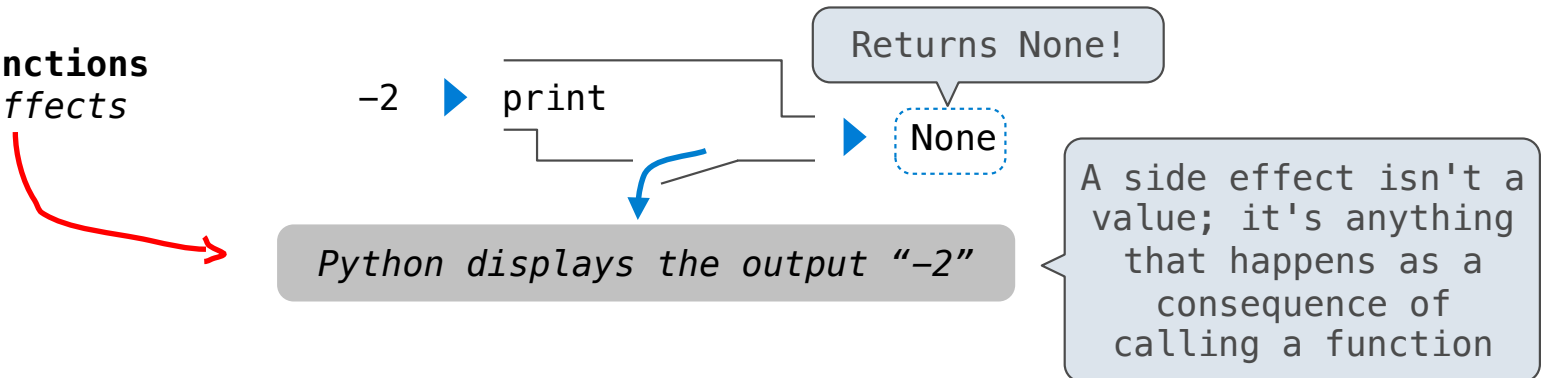 Returns None!
nctions
ffects
−2
print
None
A side effect isn't a
value; it's anything
that happens as a
consequence of
calling a function
Python displays the output “−2”